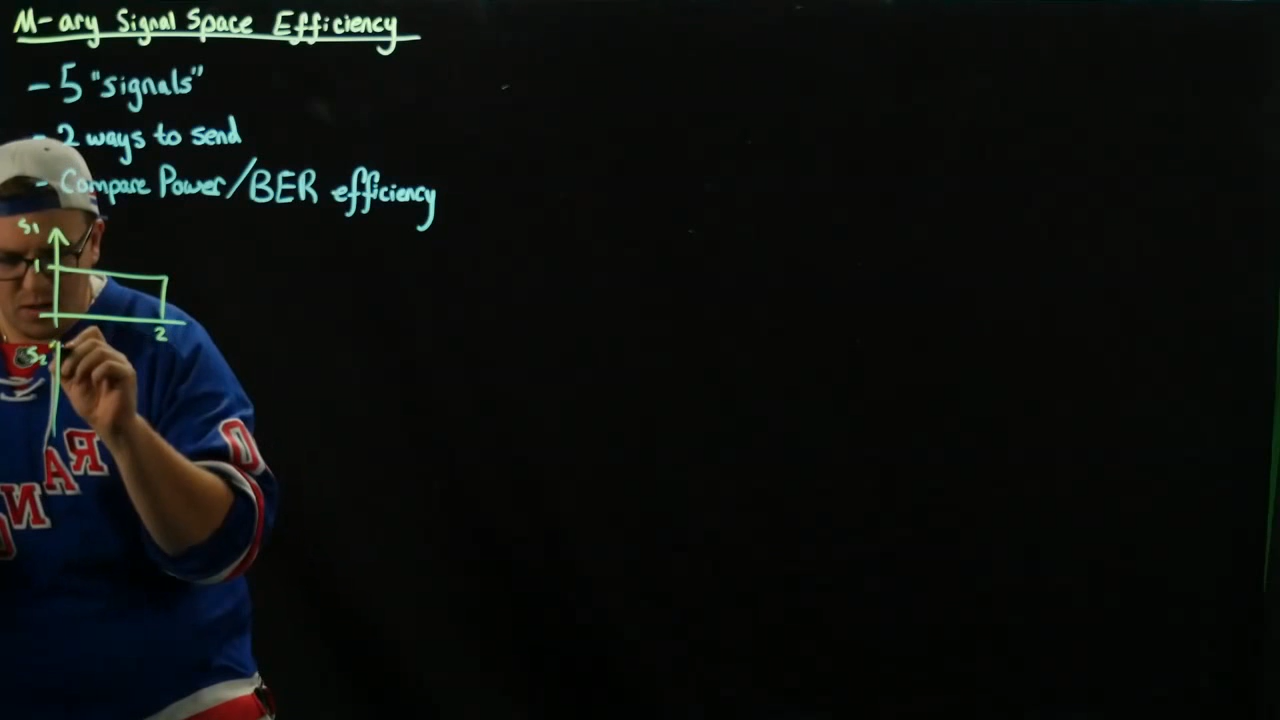 M-ary Signal Space Efficiency
- 5 "signals"
- 2 ways to send
- Compare Power/BER efficiency
S1
1
2
S2